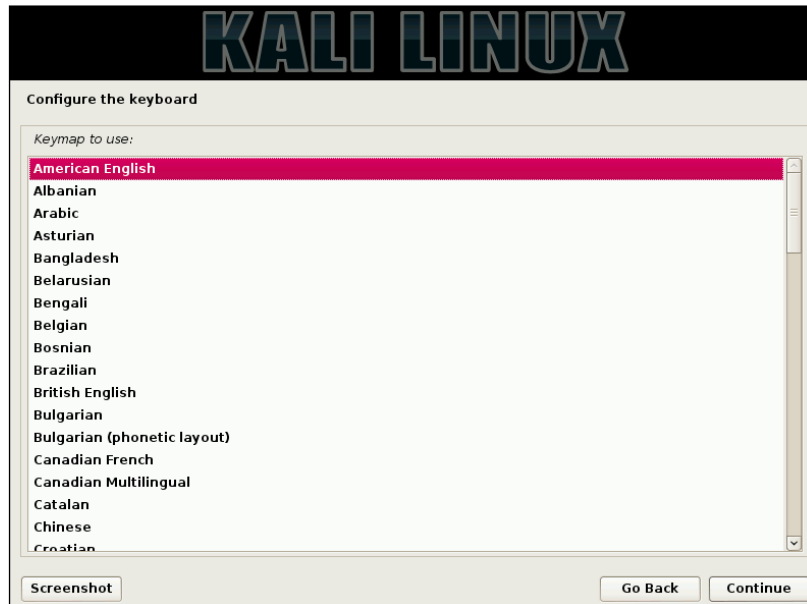 KALI LINUX
Configure the keyboard
Keymap to use:
American English
Albanian
Arabic
Asturian
Bangladesh
Belarusian
Bengali
Belgian
Bosnian
Brazilian
British English
Bulgarian
Bulgarian (phonetic layout)
Canadian French
Canadian Multilingual
Catalan
Chinese
Croatian
Screenshot Go Back Continue